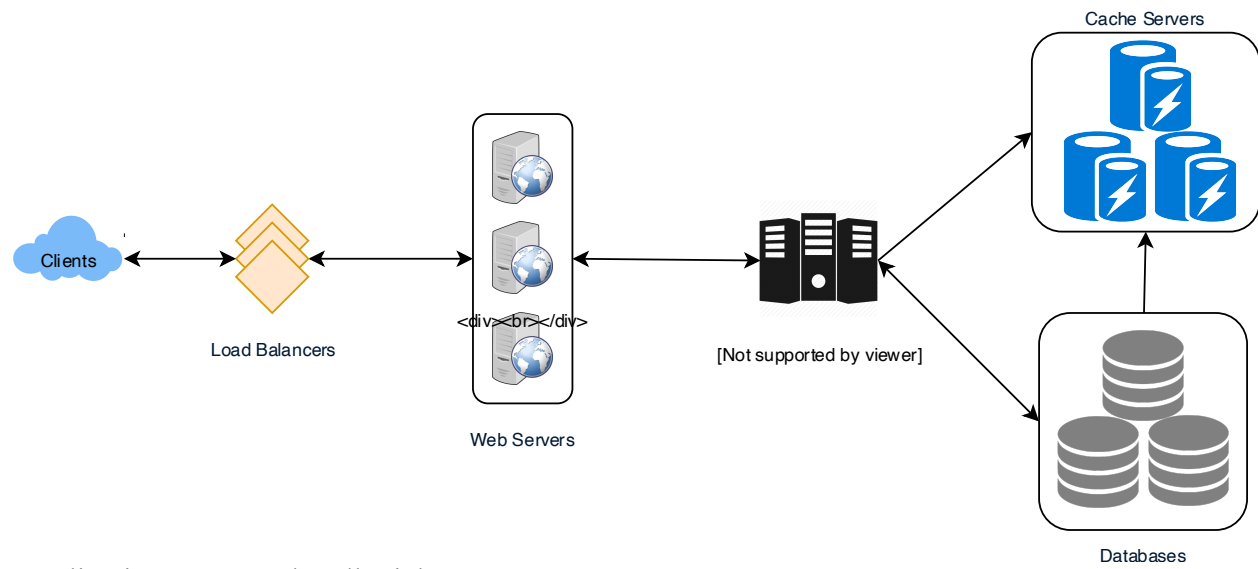 Cache Servers
Clients
<div><br></div>
Load Balancers
[Not supported by viewer]
Web Servers
Databases